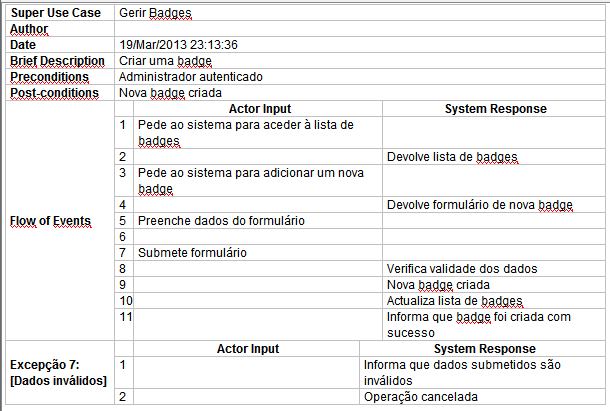 Super Use Case Gerir Badges
Author
Date 19/Mar/2013 23:13:36
Brief Description Criar uma badge
Preconditions Administrador autenticado
Post-conditions Nova badge criada
Flow of Events
Actor Input System Response
1 Pede ao sistema para aceder à lista de
badges
2 Devolve lista de badges
3 Pede ao sistema para adicionar um nova
badge
4 Devolve formulário de nova badge
5 Preenche dados do formulário
6
7 Submete formulário
8 Verifica validade dos dados
9 Nova badge criada
10 Actualiza lista de badges
11 Informa que badge foi criada com
sucesso
Excepção 7:
[Dados inválidos]
Actor Input System Response
1 Informa que dados submetidos são
inválidos
2 Operação cancelada